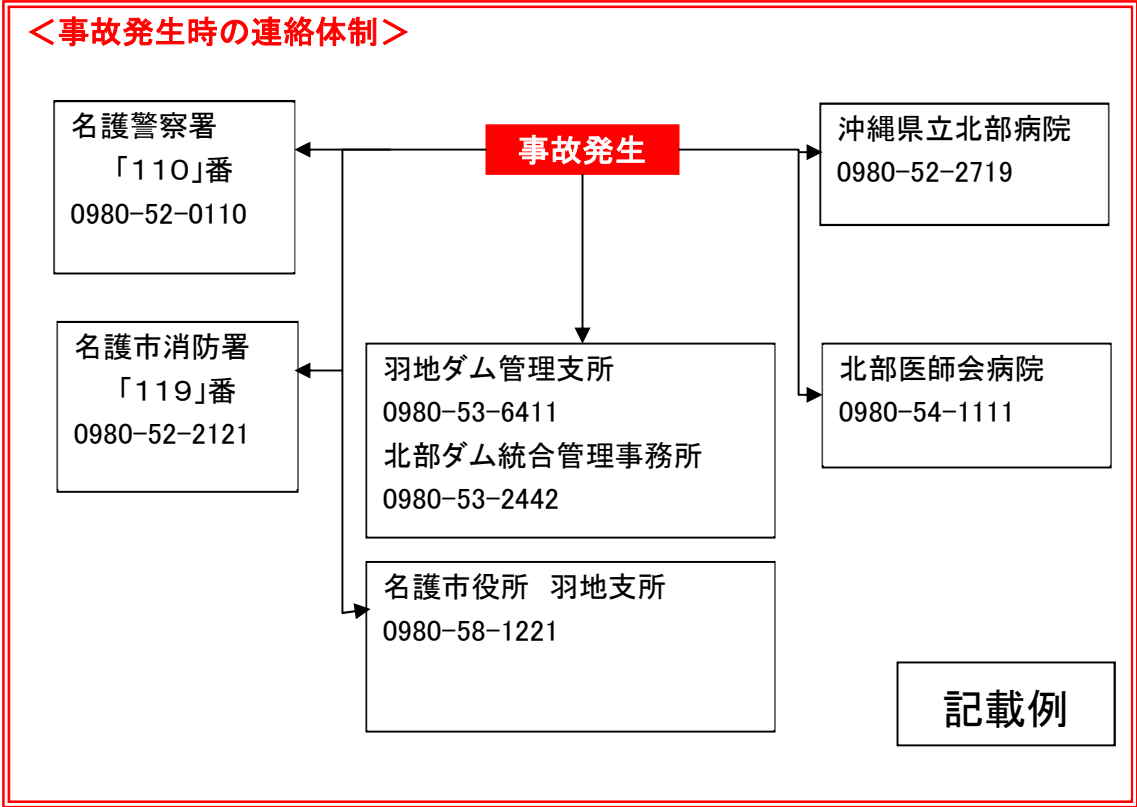 ＜事故発生時の連絡体制＞
名護警察署
「１１０」番
0980-52-0110
事故発生
沖縄県立北部病院
0980-52-2719
名護市消防署
「１１９」番
0980-52-2121
羽地ダム管理支所
0980-53-6411
北部ダム統合管理事務所
0980-53-2442
北部医師会病院
0980-54-1111
名護市役所　羽地支所
0980-58-1221
記載例